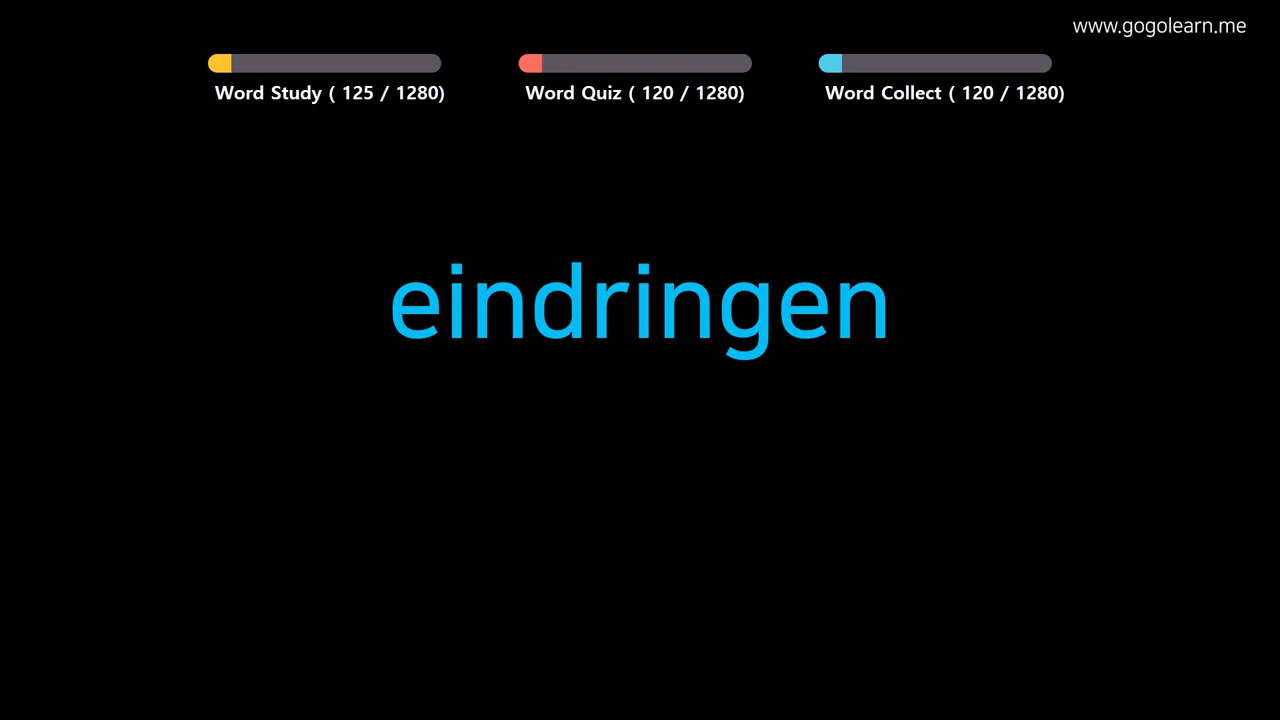 www.gogolearn.me
Word Study ( 125 / 1280)
Word Quiz ( 120 / 1280)
Word Collect ( 120 / 1280)
eindringen